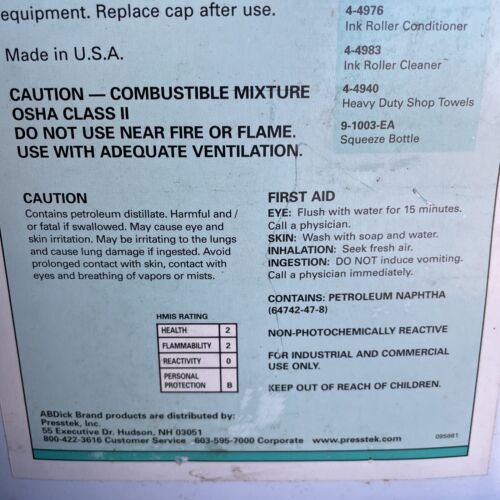 equipment. Replace cap after use.
Made in U.S.A.
4-4976
Ink Roller Conditioner
4-4983
Ink Roller Cleaner
4-4940
Heavy Duty Shop Towels
9-1003-EA
Squeeze Bottle
CAUTION — COMBUSTIBLE MIXTURE
OSHA CLASS II
DO NOT USE NEAR FIRE OR FLAME.
USE WITH ADEQUATE VENTILATION.
CAUTION
Contains petroleum distillate. Harmful and /
or fatal if swallowed. May cause eye and
skin irritation. May be irritating to the lungs
and cause lung damage if ingested. Avoid
prolonged contact with skin, contact with
eyes and breathing of vapors or mists.
FIRST AID
EYE: Flush with water for 15 minutes.
Call a physician.
SKIN: Wash with soap and water.
INHALATION: Seek fresh air.
INGESTION: DO NOT induce vomiting.
Call a physician immediately.
CONTAINS: PETROLEUM NAPHTHA
(64742-47-8)
NON-PHOTOCHEMICALLY REACTIVE
FOR INDUSTRIAL AND COMMERCIAL
USE ONLY.
KEEP OUT OF REACH OF CHILDREN.
HMIS RATING
HEALTH 2
FLAMMABILITY 2
REACTIVITY 0
PERSONAL
PROTECTION B
ABDick Brand products are distributed by:
Presstek, Inc.
55 Executive Dr. Hudson, NH 03051
800-422-3616 Customer Service 603-595-7000 Corporate www.presstek.com
095861